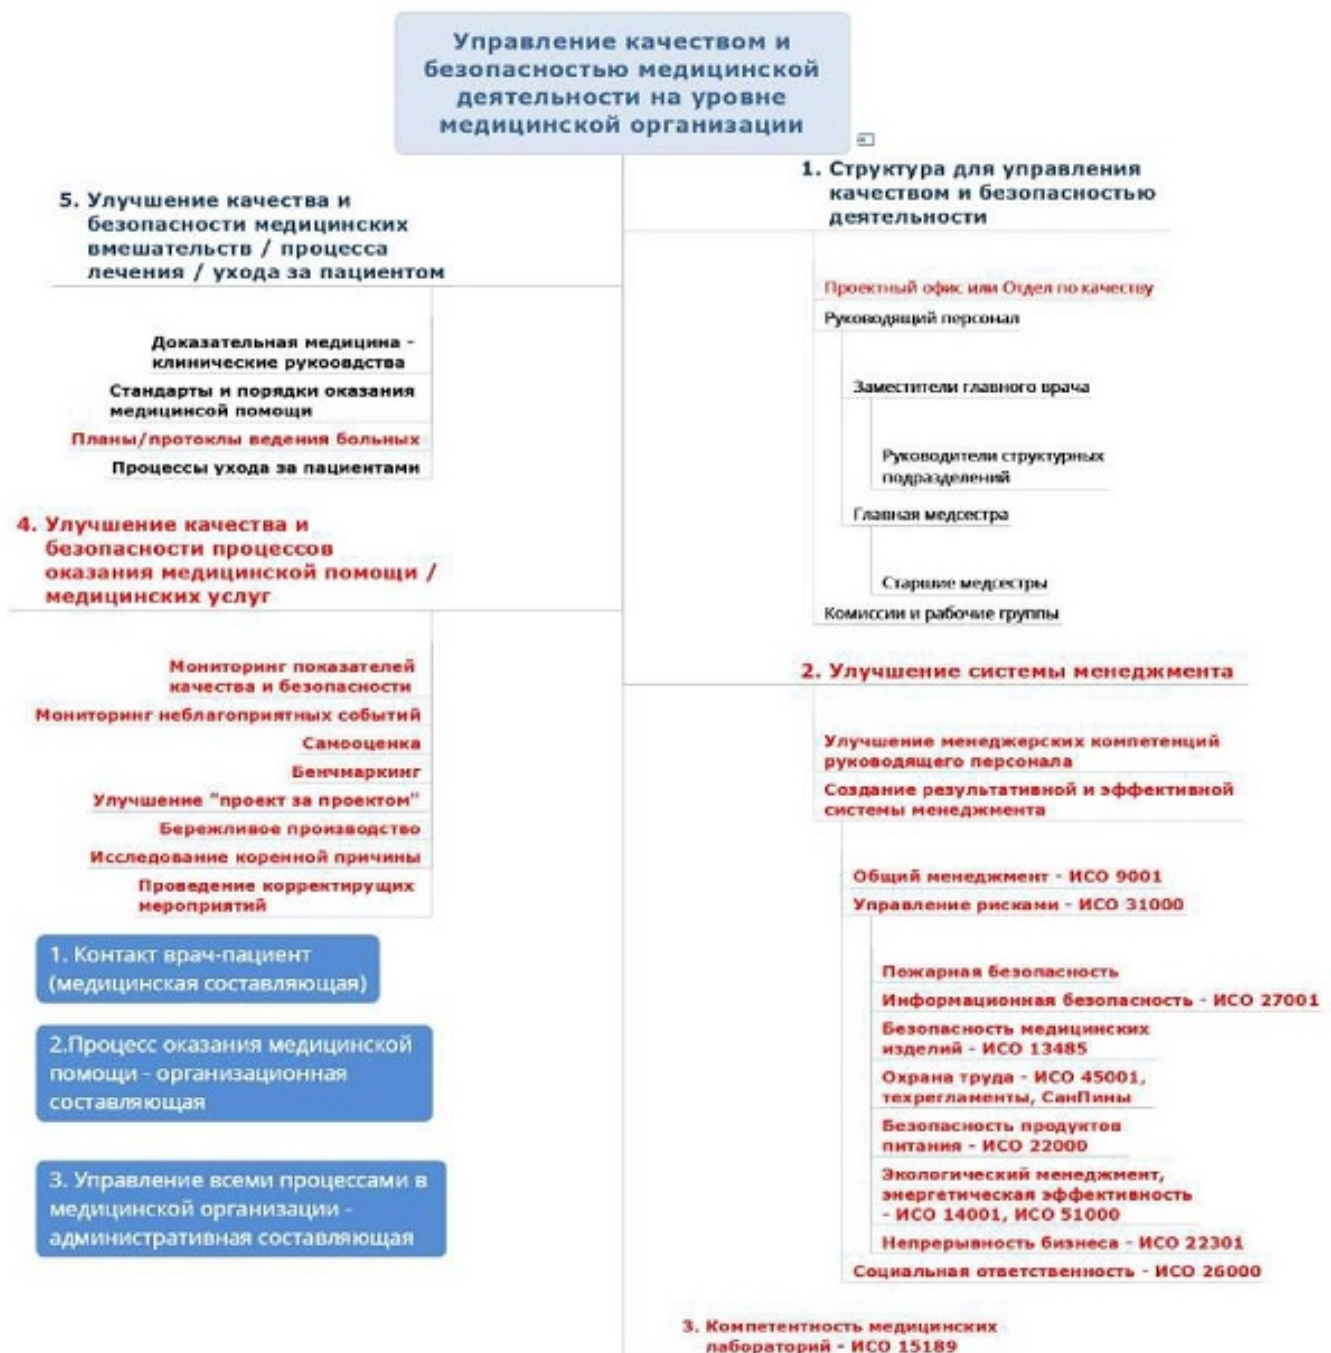 Управление качеством и
безопасностью медицинской
деятельности на уровне
медицинской организации
1. Структура для управления
качеством и безопасностью
деятельности
Проектный офис или Отдел по качеству
Руководящий персонал
Заместители главного врача
Руководители структурных
подразделений
Главная медсестра
Старшие медсестры
Комиссии и рабочие группы
2. Улучшение системы менеджмента
Улучшение менеджерских компетенций
руководящего персонала
Создание результативной и эффективной
системы менеджмента
Общий менеджмент - ИСО 9001
Управление рисками - ИСО 31000
Пожарная безопасность
Информационная безопасность - ИСО 27001
Безопасность медицинских
изделий - ИСО 13485
Охрана труда - ИСО 45001,
техрегламенты, СанПины
Безопасность продуктов
питания - ИСО 22000
Экологический менеджмент,
энергетическая эффективность
- ИСО 14001, ИСО 51000
Непрерывность бизнеса - ИСО 22301
Социальная ответственность - ИСО 26000
3. Компетентность медицинских
лабораторий - ИСО 15189
5. Улучшение качества и
безопасности медицинских
вмешательств / процесса
лечения / ухода за пациентом
Доказательная медицина -
клинические рукоовдства
Стандарты и порядки оказания
медицинсой помощи
Планы/протоклы ведения больных
Процессы ухода за пациентами
4. Улучшение качества и
безопасности процессов
оказания медицинской помощи /
медицинских услуг
Мониторинг показателей
качества и безопасности
Мониторинг неблагоприятных событий
Самооценка
Бенчмаркинг
Улучшение "проект за проектом"
Бережливое производство
Исследование коренной причины
Проведение корректирущих
мероприятий
1. Контакт врач-пациент
(медицинская составляющая)
2.Процесс оказания медицинской
помощи - организационная
составляющая
3. Управление всеми процессами в
медицинской организации -
административная составляющая